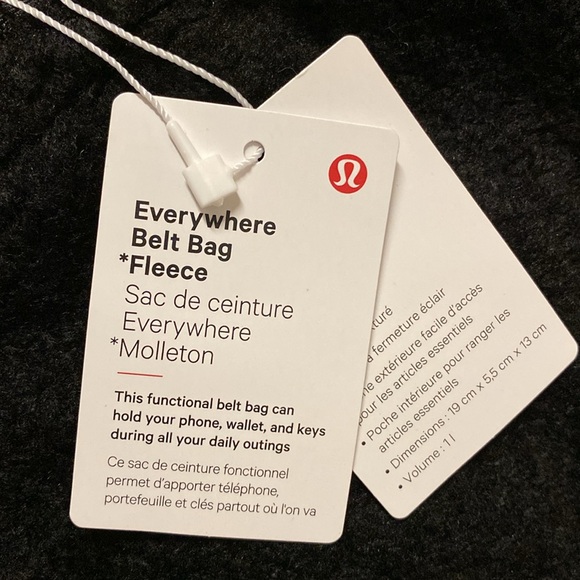 Everywhere
Belt Bag
*Fleece
Sac de ceinture
Everywhere
*Molleton
This functional belt bag can
hold your phone, wallet, and keys
during all your daily outings
Ce sac de ceinture fonctionnel
permet d'apporter téléphone,
portefeuille et clés partout où l'on va
fermeture éclair
extérieure facile d'accès
pour les articles essentiels
• Poche intérieure pour ranger les
articles essentiels
• Dimensions : 19 cm x 5,5 cm x 13 cm
• Volume : 1 l